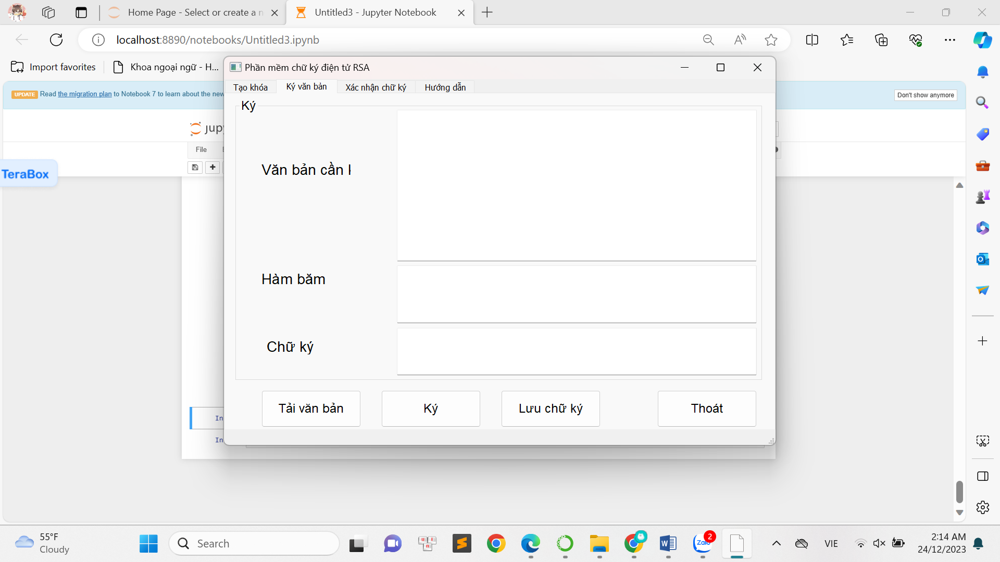 Home Page - Select or create a n
Untitled3 - Jupyter Notebook
localhost:8890/notebooks/Untitled3.ipynb
Import favorites
Khoa ngoại ngữ - H...
Phần mềm chữ ký điện tử RSA
Tạo khóa
Ký văn bản
Xác nhận chữ ký
Hướng dẫn
UPDATE Read the migration plan to Notebook 7 to learn about the new
Don't show anymore
Ký
jupy
File
TeraBox
Văn bản cần
Hàm băm
Chữ ký
Tải văn bản
Ký
Lưu chữ ký
Thoát
In
In
55°F
Cloudy
Search
u
n
i
Zalo
2
VIE
2:14 AM
24/12/2023